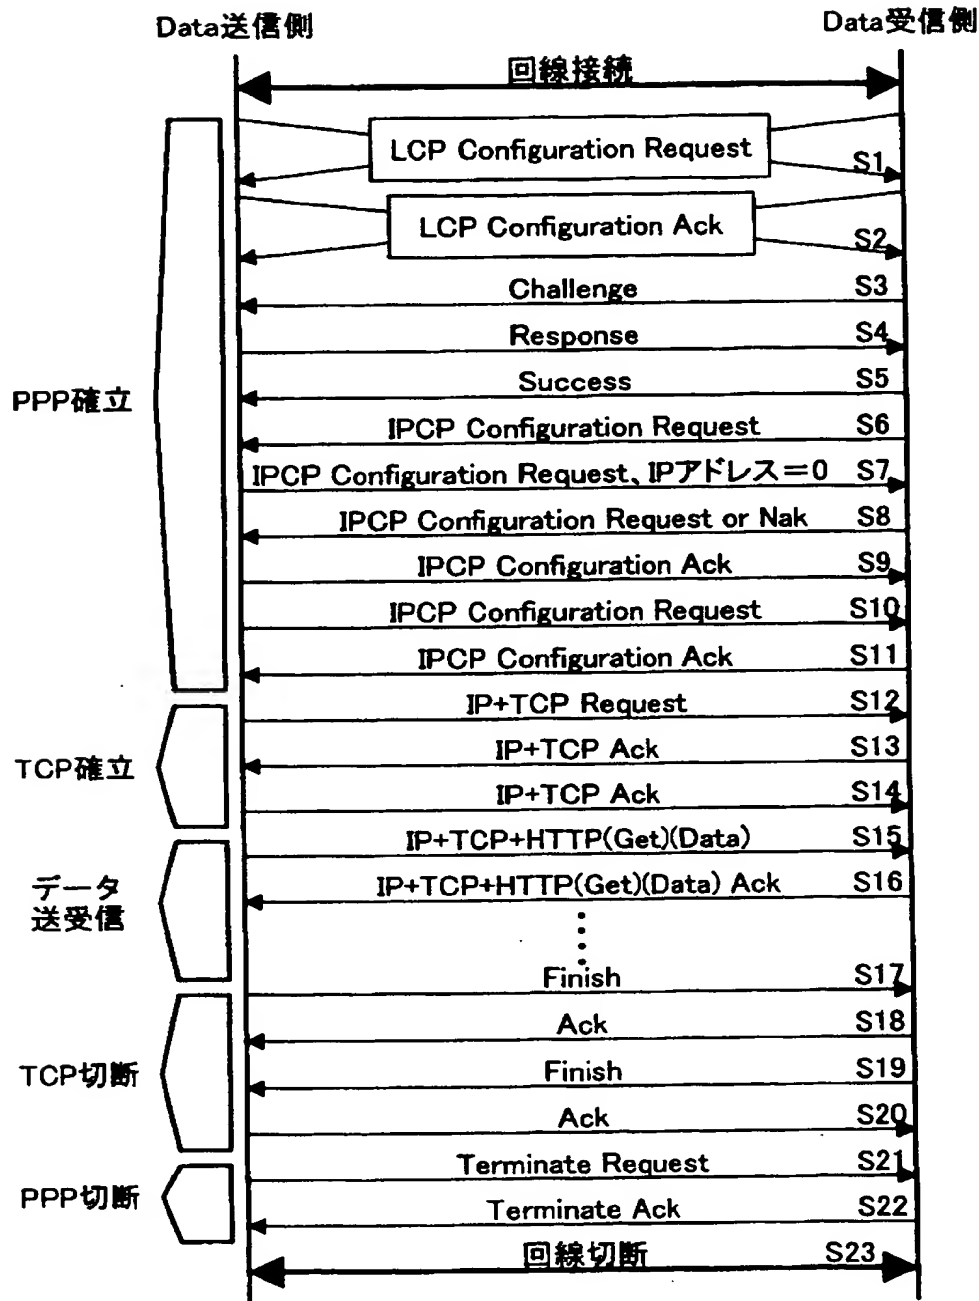 Data送信側
Data受信側
回線接続
LCP Configuration Request
S1
LCP Configuration Ack
S2
Challenge S3
Response S4
PPP確立
Success S5
IPCP Configuration Request S6
IPCP Configuration Request、IPアドレス=0 S7
IPCP Configuration Request or Nak S8
IPCP Configuration Ack S9
IPCP Configuration Request S10
IPCP Configuration Ack S11
IP+TCP Request S12
TCP確立
IP+TCP Ack S13
IP+TCP Ack S14
IP+TCP+HTTP(Get)(Data) S15
データ
送受信
IP+TCP+HTTP(Get)(Data) Ack S16
Finish S17
Ack S18
TCP切断
Finish S19
Ack S20
Terminate Request S21
PPP切断
Terminate Ack S22
回線切断 S23